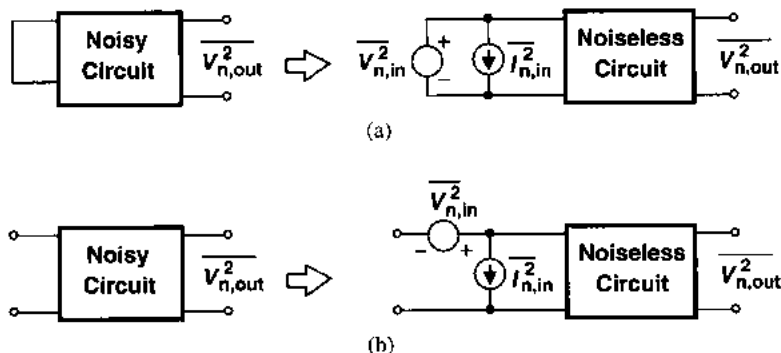 Noisy
Circuit
V²n,out
V²n,in
+
−
I²n,in
Noiseless
Circuit
V²n,out
(a)
Noisy
Circuit
V²n,out
V²n,in
− +
I²n,in
Noiseless
Circuit
V²n,out
(b)